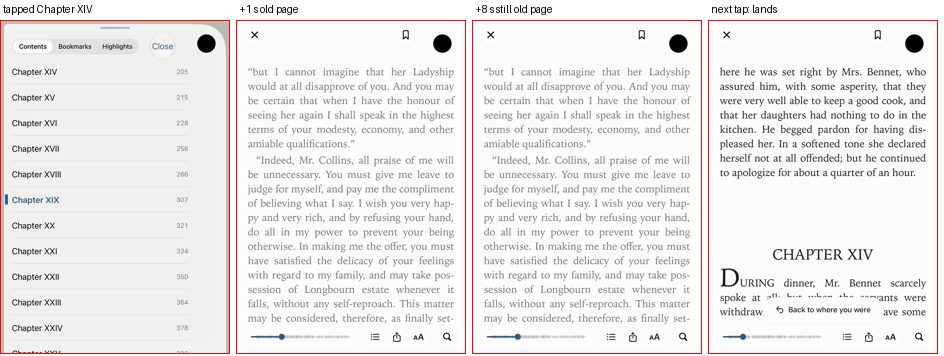 tapped Chapter XIV
Contents Bookmarks Highlights Close
Chapter XIV 205
Chapter XV 215
Chapter XVI 228
Chapter XVII 256
Chapter XVIII 266
Chapter XIX 307
Chapter XX 321
Chapter XXI 334
Chapter XXII 350
Chapter XXIII 364
Chapter XXIV 378
+1 s old page
“but I cannot imagine that her Ladyship
would at all disapprove of you. And you may
be certain that when I have the honour of
seeing her again I shall speak in the highest
terms of your modesty, economy, and other
amiable qualifications.”
“Indeed, Mr. Collins, all praise of me will
be unnecessary. You must give me leave to
judge for myself, and pay me the compliment
of believing what I say. I wish you very hap-
py and very rich, and by refusing your hand,
do all in my power to prevent your being
otherwise. In making me the offer, you must
have satisfied the delicacy of your feelings
with regard to my family, and may take pos-
session of Longbourn estate whenever it
falls, without any self-reproach. This matter
may be considered, therefore, as finally set-
AA
+8 s still old page
“but I cannot imagine that her Ladyship
would at all disapprove of you. And you may
be certain that when I have the honour of
seeing her again I shall speak in the highest
terms of your modesty, economy, and other
amiable qualifications.”
“Indeed, Mr. Collins, all praise of me will
be unnecessary. You must give me leave to
judge for myself, and pay me the compliment
of believing what I say. I wish you very hap-
py and very rich, and by refusing your hand,
do all in my power to prevent your being
otherwise. In making me the offer, you must
have satisfied the delicacy of your feelings
with regard to my family, and may take pos-
session of Longbourn estate whenever it
falls, without any self-reproach. This matter
may be considered, therefore, as finally set-
AA
next tap: lands
here he was set right by Mrs. Bennet, who
assured him, with some asperity, that they
were very well able to keep a good cook, and
that her daughters had nothing to do in the
kitchen. He begged pardon for having dis-
pleased her. In a softened tone she declared
herself not at all offended; but he continued
to apologize for about a quarter of an hour.
CHAPTER XIV
DURING dinner, Mr. Bennet scarcely
spoke at all; but when the servants were
withdraw Back to where you were ave some
AA